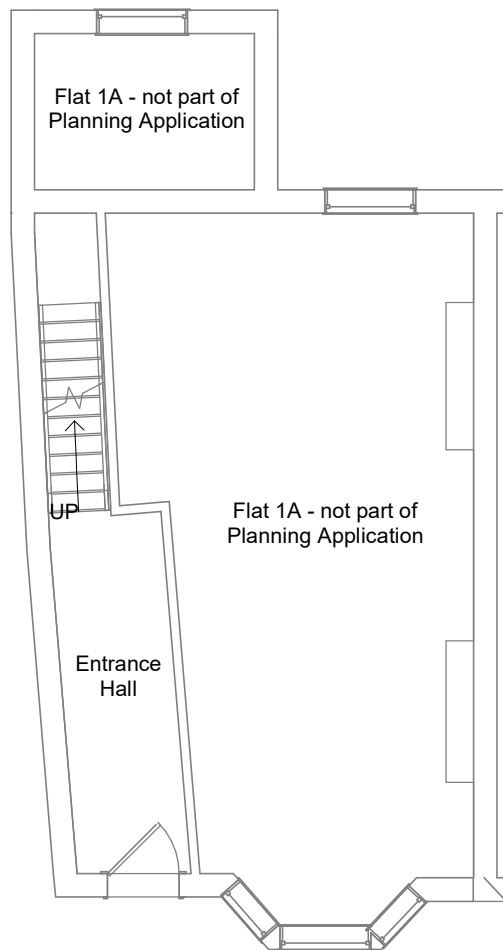 Flat 1A - not part of
Planning Application
UP
Flat 1A - not part of
Planning Application
Entrance
Hall